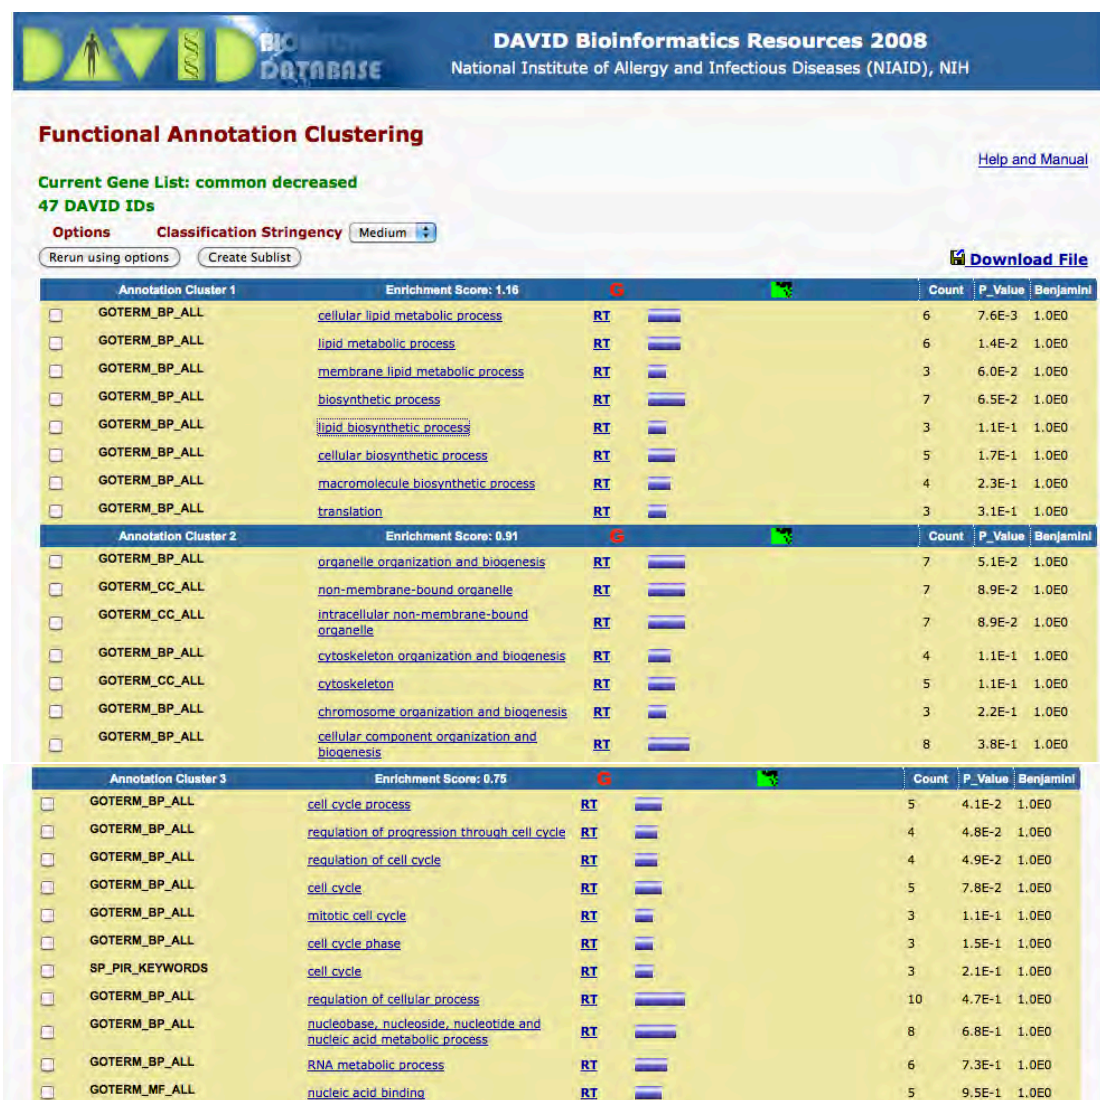 DAVID BIOINFORMATICS DATABASE
DAVID Bioinformatics Resources 2008
National Institute of Allergy and Infectious Diseases (NIAID), NIH
Functional Annotation Clustering
Help and Manual
Current Gene List: common decreased
47 DAVID IDs
Options Classification Stringency Medium
Rerun using options Create Sublist Download File
Annotation Cluster 1 Enrichment Score: 1.16 G Count P_Value Benjamini
GOTERM_BP_ALL cellular lipid metabolic process RT 6 7.6E-3 1.0E0
GOTERM_BP_ALL lipid metabolic process RT 6 1.4E-2 1.0E0
GOTERM_BP_ALL membrane lipid metabolic process RT 3 6.0E-2 1.0E0
GOTERM_BP_ALL biosynthetic process RT 7 6.5E-2 1.0E0
GOTERM_BP_ALL lipid biosynthetic process RT 3 1.1E-1 1.0E0
GOTERM_BP_ALL cellular biosynthetic process RT 5 1.7E-1 1.0E0
GOTERM_BP_ALL macromolecule biosynthetic process RT 4 2.3E-1 1.0E0
GOTERM_BP_ALL translation RT 3 3.1E-1 1.0E0
Annotation Cluster 2 Enrichment Score: 0.91 G Count P_Value Benjamini
GOTERM_BP_ALL organelle organization and biogenesis RT 7 5.1E-2 1.0E0
GOTERM_CC_ALL non-membrane-bound organelle RT 7 8.9E-2 1.0E0
GOTERM_CC_ALL intracellular non-membrane-bound
organelle RT 7 8.9E-2 1.0E0
GOTERM_BP_ALL cytoskeleton organization and biogenesis RT 4 1.1E-1 1.0E0
GOTERM_CC_ALL cytoskeleton RT 5 1.1E-1 1.0E0
GOTERM_BP_ALL chromosome organization and biogenesis RT 3 2.2E-1 1.0E0
GOTERM_BP_ALL cellular component organization and
biogenesis RT 8 3.8E-1 1.0E0
Annotation Cluster 3 Enrichment Score: 0.75 G Count P_Value Benjamini
GOTERM_BP_ALL cell cycle process RT 5 4.1E-2 1.0E0
GOTERM_BP_ALL regulation of progression through cell cycle RT 4 4.8E-2 1.0E0
GOTERM_BP_ALL regulation of cell cycle RT 4 4.9E-2 1.0E0
GOTERM_BP_ALL cell cycle RT 5 7.8E-2 1.0E0
GOTERM_BP_ALL mitotic cell cycle RT 3 1.1E-1 1.0E0
GOTERM_BP_ALL cell cycle phase RT 3 1.5E-1 1.0E0
SP_PIR_KEYWORDS cell cycle RT 3 2.1E-1 1.0E0
GOTERM_BP_ALL regulation of cellular process RT 10 4.7E-1 1.0E0
GOTERM_BP_ALL nucleobase, nucleoside, nucleotide and
nucleic acid metabolic process RT 8 6.8E-1 1.0E0
GOTERM_BP_ALL RNA metabolic process RT 6 7.3E-1 1.0E0
GOTERM_MF_ALL nucleic acid binding RT 5 9.5E-1 1.0E0